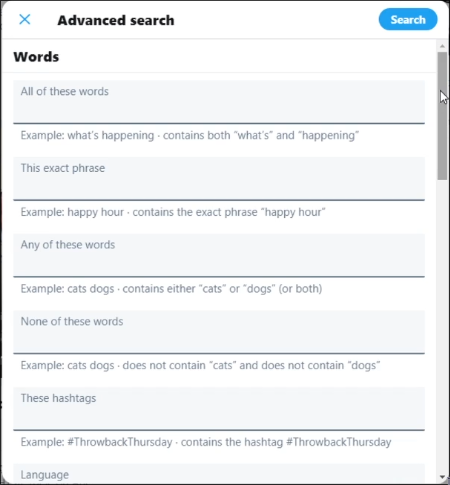 Advanced search
Search
Words
All of these words
Example: what's happening · contains both “what's” and “happening”
This exact phrase
Example: happy hour · contains the exact phrase “happy hour”
Any of these words
Example: cats dogs · contains either “cats” or “dogs” (or both)
None of these words
Example: cats dogs · does not contain “cats” and does not contain “dogs”
These hashtags
Example: #ThrowbackThursday · contains the hashtag #ThrowbackThursday
Language